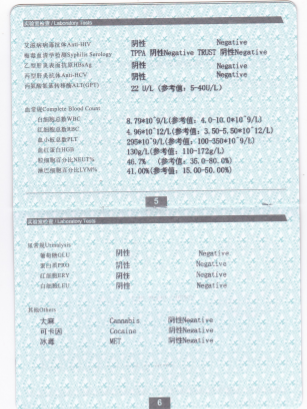 实验室检查 / Laboratory Tests
艾滋病病毒抗体Anti-HIV 阴性 Negative
梅毒血清学检测Syphilis Serology TPPA 阴性Negative TRUST 阴性Negative
乙型肝炎表面抗原HBsAg 阴性 Negative
丙型肝炎抗体Anti-HCV 阴性 Negative
丙氨酸氨基转移酶ALT(GPT) 22 U/L (参考值: 5-40U/L)
血常规Complete Blood Count
白细胞总数WBC 8.79*10^9/L(参考值: 4.0-10.0*10^9/L)
红细胞总数RBC 4.96*10^12/L(参考值: 3.50-5.50*10^12/L)
血小板总数PLT 295*10^9/L(参考值: 100-350*10^9/L)
血红蛋白HGB 130g/L(参考值: 110-172g/L)
粒细胞百分比NEUT% 46.7% (参考值: 35.0-80.0%)
淋巴细胞百分比LYM% 41.00%(参考值: 15.00-50.00%)
5
实验室检查 / Laboratory Tests
尿常规Urinalysis
葡萄糖GLU 阴性 Negative
蛋白质PRO 阴性 Negative
红细胞ERY 阴性 Negative
白细胞LEU 阴性 Negative
其他Others
大麻 Cannabis 阴性Negative
可卡因 Cocaine 阴性Negative
冰毒 MET 阴性Negative
6